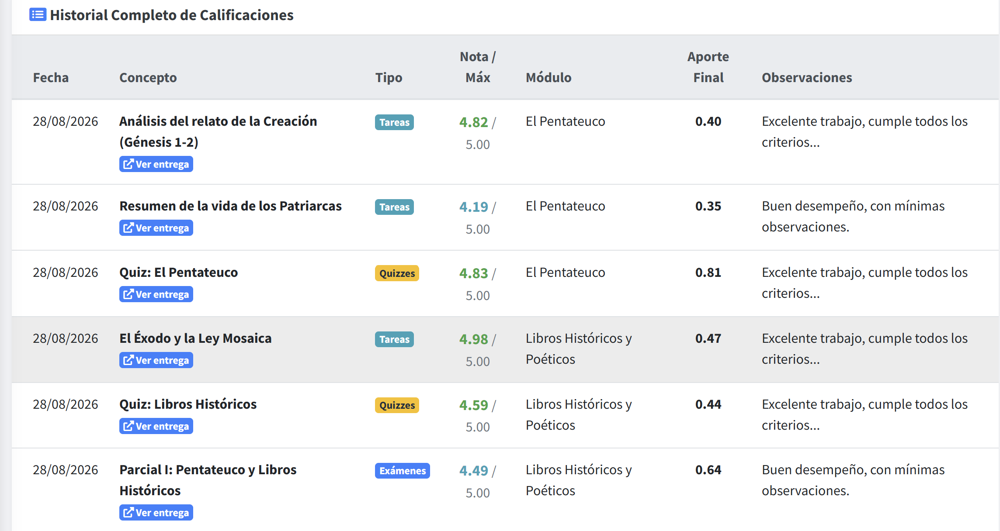 Historial Completo de Calificaciones
Fecha Concepto Tipo Nota / Máx Módulo Aporte Final Observaciones
28/08/2026 Análisis del relato de la Creación Tareas 4.82 / El Pentateuco 0.40 Excelente trabajo, cumple todos los
(Génesis 1-2) 5.00 criterios...
Ver entrega
28/08/2026 Resumen de la vida de los Patriarcas Tareas 4.19 / El Pentateuco 0.35 Buen desempeño, con mínimas
Ver entrega 5.00 observaciones.
28/08/2026 Quiz: El Pentateuco Quizzes 4.83 / El Pentateuco 0.81 Excelente trabajo, cumple todos los
Ver entrega 5.00 criterios...
28/08/2026 El Éxodo y la Ley Mosaica Tareas 4.98 / Libros Históricos y 0.47 Excelente trabajo, cumple todos los
Ver entrega 5.00 Poéticos criterios...
28/08/2026 Quiz: Libros Históricos Quizzes 4.59 / Libros Históricos y 0.44 Excelente trabajo, cumple todos los
Ver entrega 5.00 Poéticos criterios...
28/08/2026 Parcial I: Pentateuco y Libros Exámenes 4.49 / Libros Históricos y 0.64 Buen desempeño, con mínimas
Históricos 5.00 Poéticos observaciones.
Ver entrega